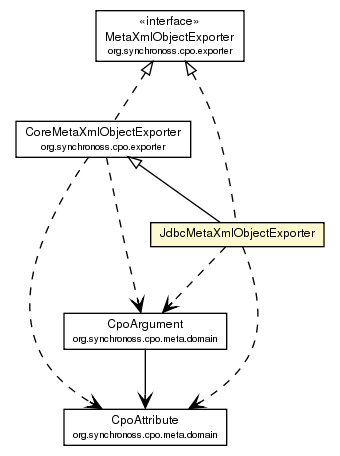 «interface»
MetaXmlObjectExporter
org.synchronoss.cpo.exporter
CoreMetaXmlObjectExporter
org.synchronoss.cpo.exporter
JdbcMetaXmlObjectExporter
CpoArgument
org.synchronoss.cpo.meta.domain
CpoAttribute
org.synchronoss.cpo.meta.domain